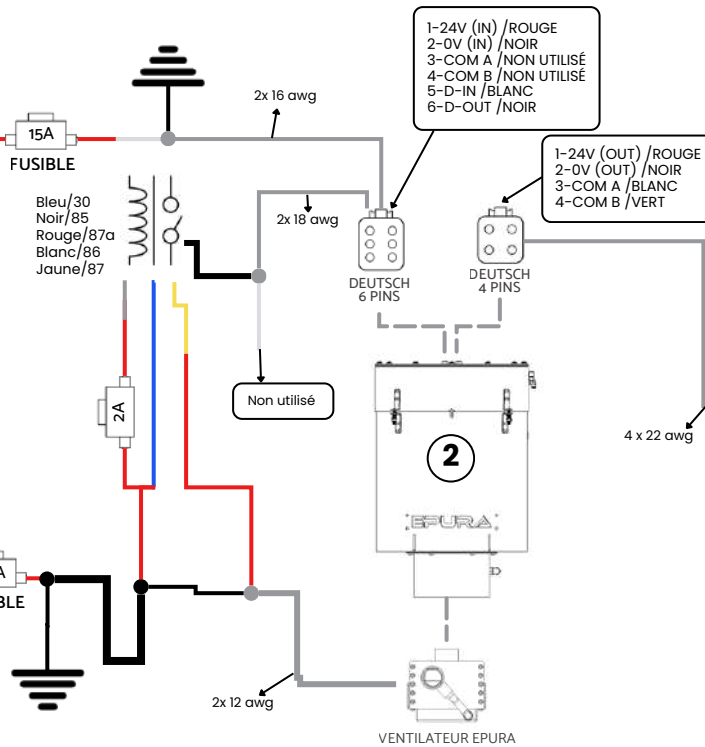 1-24V (IN) /ROUGE
2-0V (IN) /NOIR
3-COM A /NON UTILISÉ
4-COM B /NON UTILISÉ
5-D-IN /BLANC
6-D-OUT /NOIR
2x 16 awg
15A
FUSIBLE
1-24V (OUT) /ROUGE
2-0V (OUT) /NOIR
3-COM A /BLANC
4-COM B /VERT
Bleu/30
Noir/85
Rouge/87a
Blanc/86
Jaune/87
2x 18 awg
DEUTSCH
6 PINS
DEUTSCH
4 PINS
Non utilisé
2A
4 x 22 awg
2
EPURA
A
BLE
2x 12 awg
VENTILATEUR EPURA